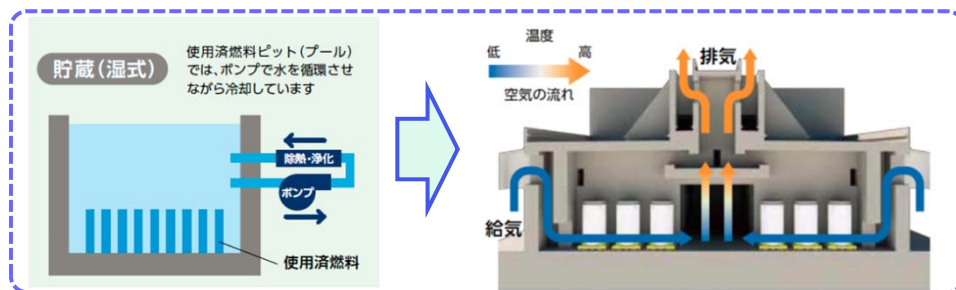 貯蔵(湿式)
使用済燃料ピット(プール)
では、ポンプで水を循環させ
ながら冷却しています
除熱・浄化
ポンプ
使用済燃料
温度
低
高
空気の流れ
排気
給気